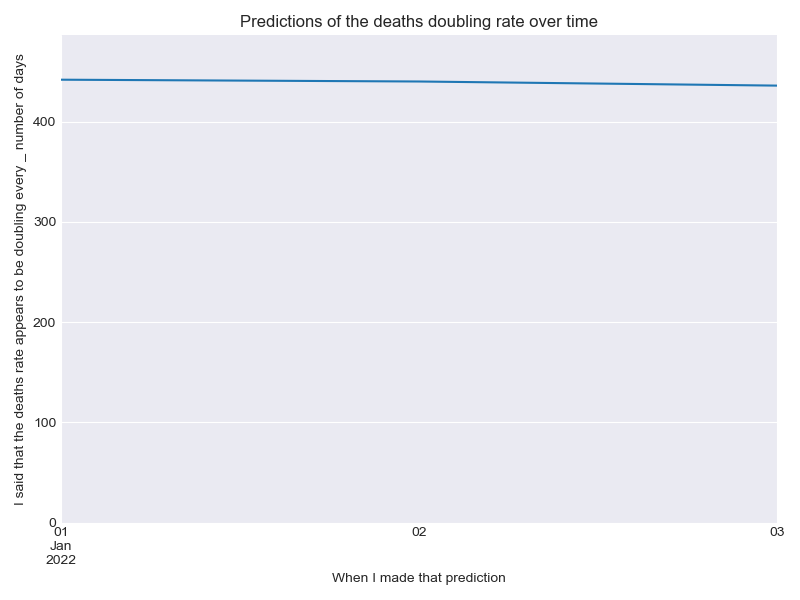 Predictions of the deaths doubling rate over time
I said that the deaths rate appears to be doubling every _ number of days
400
300
200
100
0
01
Jan
2022
02
03
When I made that prediction